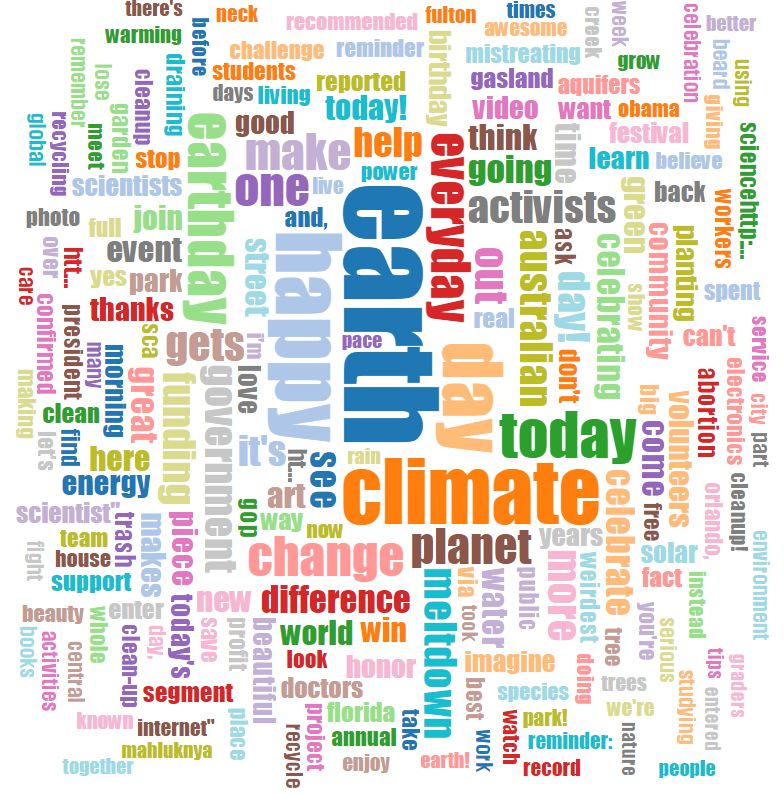 there's
neck
recommended
fulton
times
creek
week
celebration
better
warming
before
challenge
reminder
birthday
awesome
mistreating
grow
heard
using
remember
lose
cleanup
draining
students
reported
gasland
aquifers
giving
days
living
today!
video
want
obama
global
recycling
meet
garden
stop
earthday
good
make
help
everyday
think
time
festival
sciencehttp:...
scientists
one
live
power
going
learn
believe
photo
full
join
and,
earth
activists
green
back
workers
over
htt...
yes
event
park
street
happy
out
australian
ask
day!
celebrating
show
community
planting
spent
care
confirmed
president
thanks
sca
gets
i'm
pace
real
day
don't
can't
service
making
let's
many
morning
great
funding
government
love
big
volunteers
abortion
electronics
city
part
clean
find
here
it's
ht...
see
rain
today
come
energy
art
climate
celebrate
free
orlando,
cleanup!
scientist"
trash
makes
piece
gop
way
now
planet
years
solar
environment
fight
team
house
support
change
meltdown
via
took
water
public
more
weirdest
fact
instead
beauty
whole
enter
today's
new
difference
tree
you're
books
activities
central
clean-up
day,
save
profit
beautiful
world
win
imagine
serious
tips
graders
look
honor
best
doing
trees
studying
entered
segment
doctors
species
we're
known
internet"
place
project
florida
take
work
watch
park!
nature
mahluknya
recycle
annual
reminder:
together
enjoy
earth!
record
people